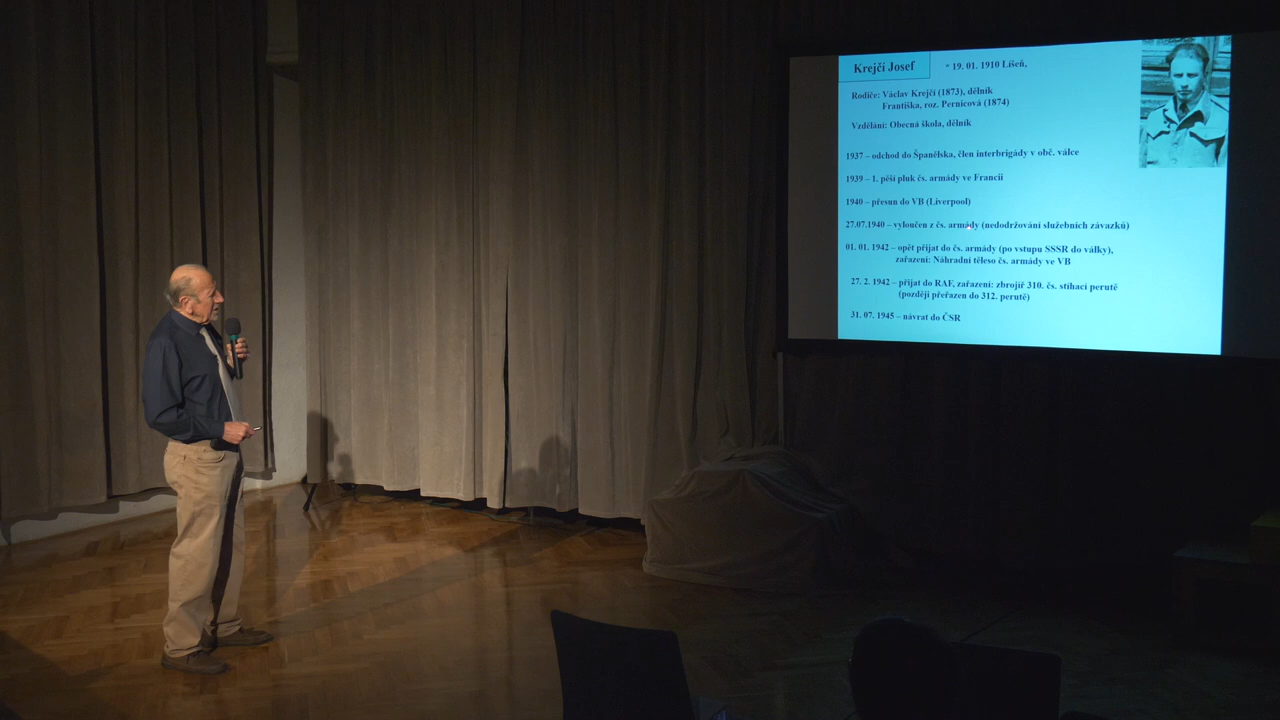 Krejčí Josef
* 19. 01. 1910 Líšeň,
Rodiče: Václav Krejčí (1873), dělník
Františka, roz. Pernicová (1874)
Vzdělání: Obecná škola, dělník
1937 – odchod do Španělska, člen interbrigády v obč. válce
1939 – 1. pěší pluk čs. armády ve Francii
1940 – přesun do VB (Liverpool)
27.07.1940 – vyloučen z čs. armády (nedodržování služebních závazků)
01. 01. 1942 – opět přijat do čs. armády (po vstupu SSSR do války),
zařazení: Náhradní těleso čs. armády ve VB
27. 2. 1942 – přijat do RAF, zařazení: zbrojíř 310. čs. stíhací perutě
(později přeřazen do 312. perutě)
31. 07. 1945 – návrat do ČSR